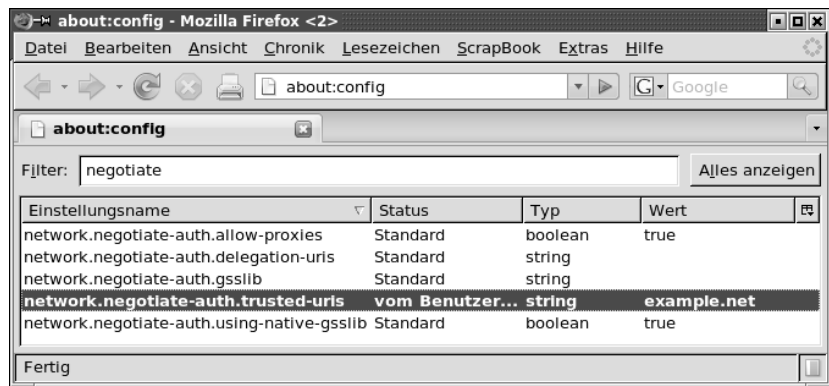 about:config - Mozilla Firefox <2>
Datei Bearbeiten Ansicht Chronik Lesezeichen ScrapBook Extras Hilfe
about:config G Google
about:config
Filter: negotiate Alles anzeigen
Einstellungsname Status Typ Wert
network.negotiate-auth.allow-proxies Standard boolean true
network.negotiate-auth.delegation-uris Standard string
network.negotiate-auth.gsslib Standard string
network.negotiate-auth.trusted-uris vom Benutzer... string example.net
network.negotiate-auth.using-native-gsslib Standard boolean true
Fertig